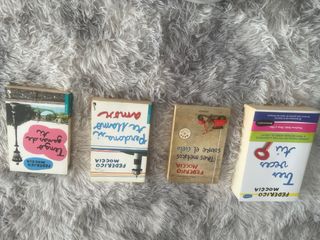 FEDERICO
MOCCIA
Tengo
ganas de
ti
FEDERICO
MOCCIA
Perdona si
te llamo
amor
FEDERICO
MOCCIA
Tres metros
sobre el cielo
FEDERICO
MOCCIA
Tres
veces
tú